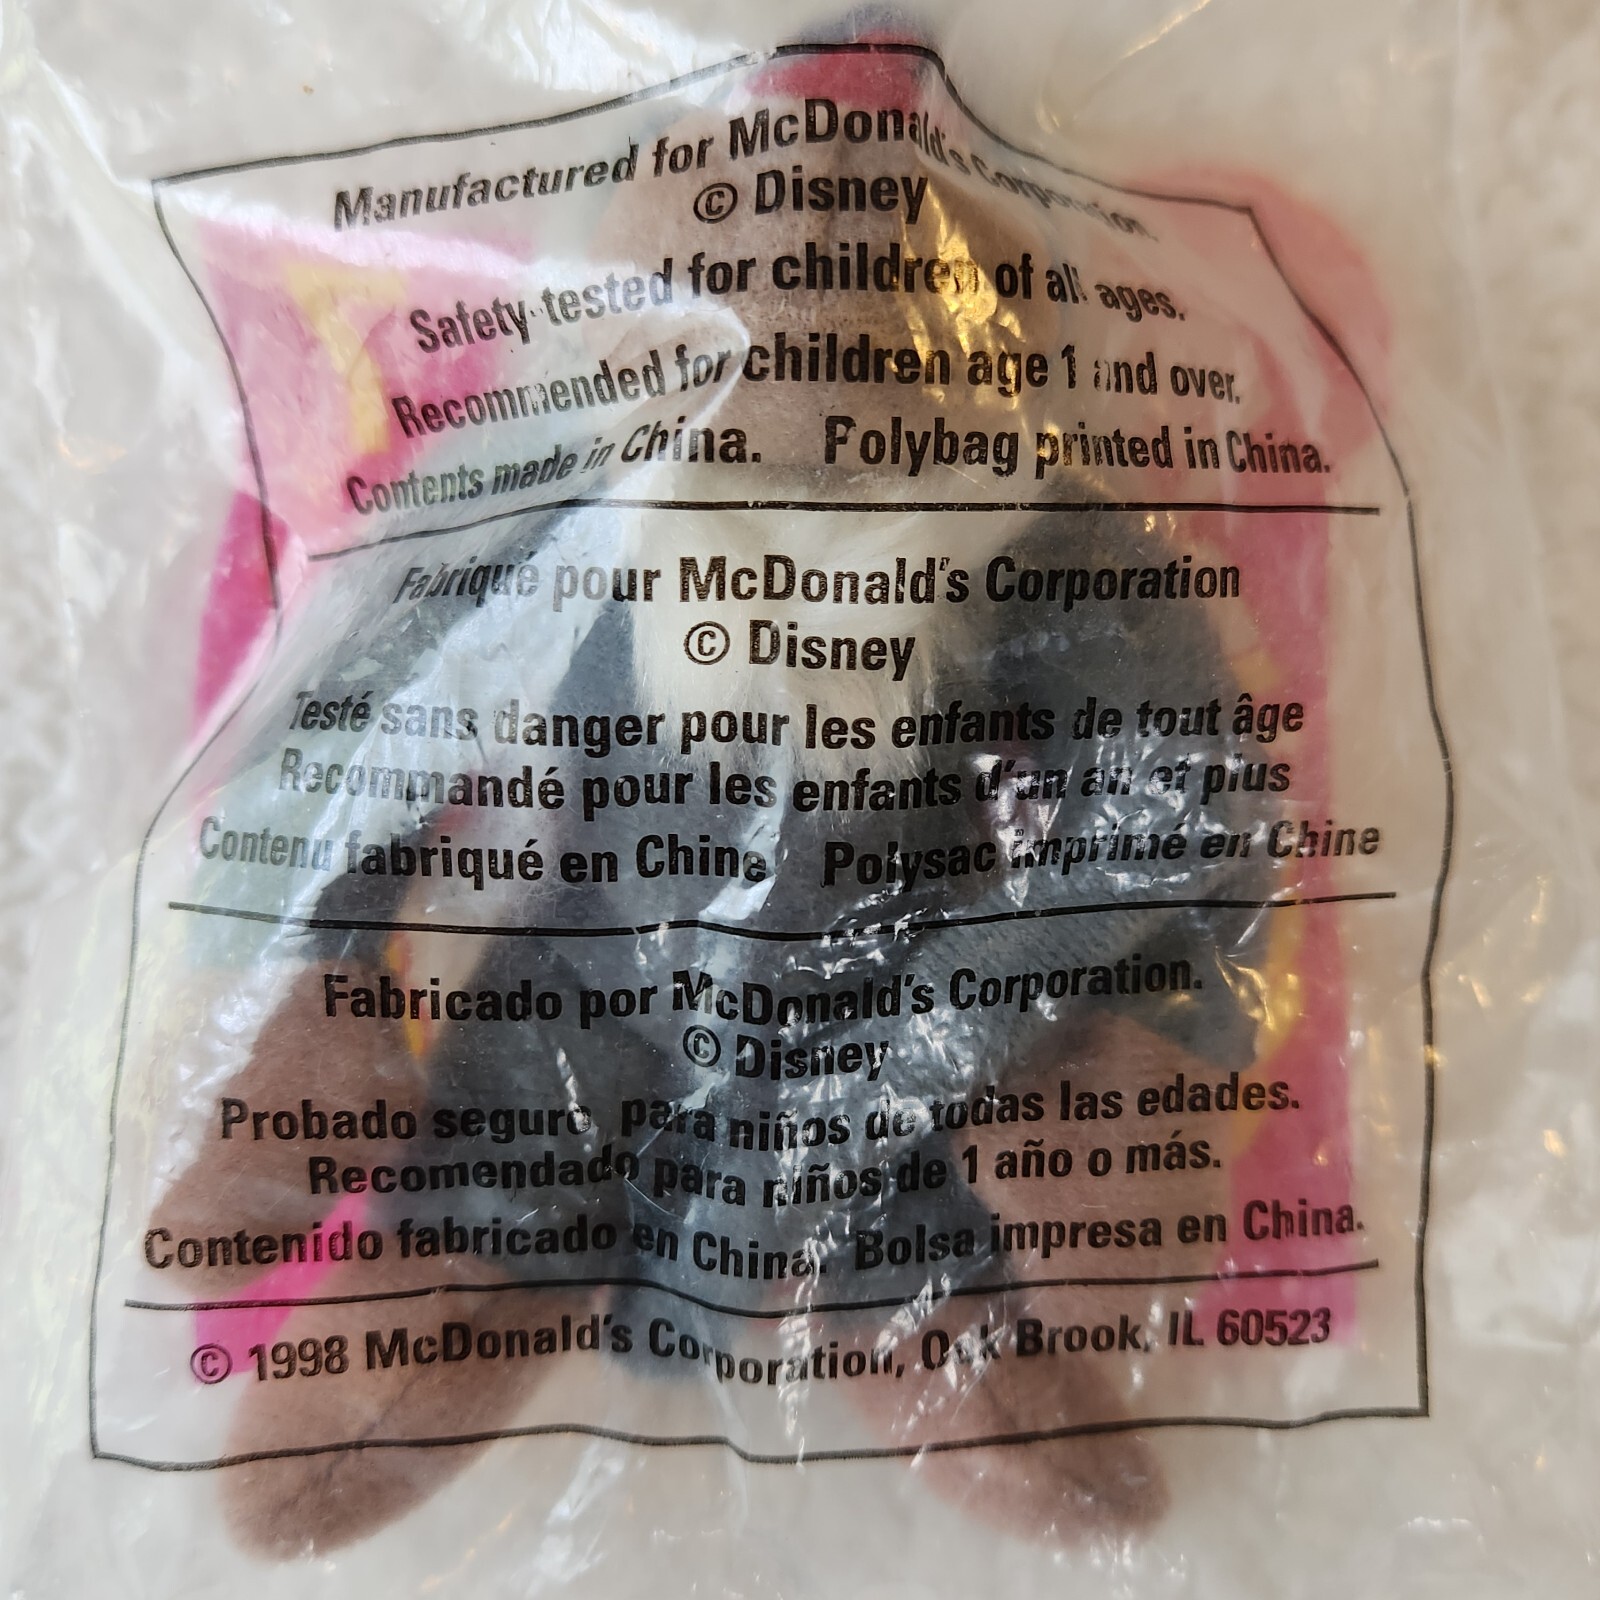 Manufactured for McDonald's Corporation.
© Disney
Safety tested for children of all ages.
Recommended for children age 1 and over.
Contents made in China. Polybag printed in China.
Fabriqué pour McDonald's Corporation
© Disney
Testé sans danger pour les enfants de tout âge
Recommandé pour les enfants d'un an et plus
Contenu fabriqué en Chine Polysac imprimé en Chine
Fabricado por McDonald's Corporation.
© Disney
Probado seguro para niños de todas las edades.
Recomendado para niños de 1 año o más.
Contenido fabricado en China. Bolsa impresa en China.
© 1998 McDonald's Corporation, Oak Brook, IL 60523